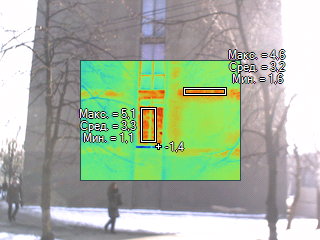 Макс. = 4,6
Сред. = 3,2
Мин. = 1,6
Макс. = 5,1
Сред. = 3,3
Мин. = 1,1
+ -1,4